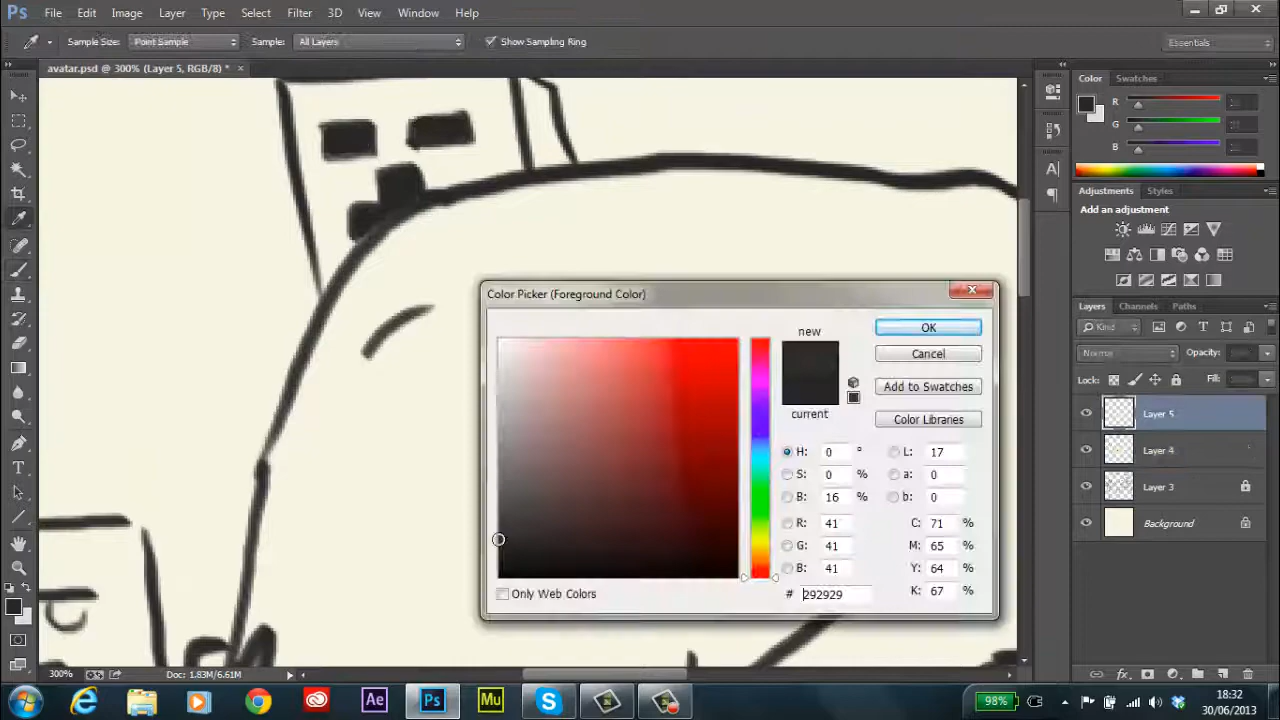 Ps File Edit Image Layer Type Select Filter 3D View Window Help
Sample Size: Point Sample Sample: All Layers Show Sampling Ring Essentials
avatar.psd @ 300% (Layer 5, RGB/8) * ×
Color Swatches
R
G
B
Adjustments Styles
Add an adjustment
Layers Channels Paths
Kind
Normal Opacity:
Lock: Fill:
Layer 5
Layer 4
Layer 3
Background
Color Picker (Foreground Color)
new
current
OK
Cancel
Add to Swatches
Color Libraries
H: 0 ° L: 17
S: 0 % a: 0
B: 16 % b: 0
R: 41 C: 71 %
G: 41 M: 65 %
B: 41 Y: 64 %
# 292929 K: 67 %
Only Web Colors
300% Doc: 1.83M/6.61M
Ae Ps Mu 98% 18:32
30/06/2013